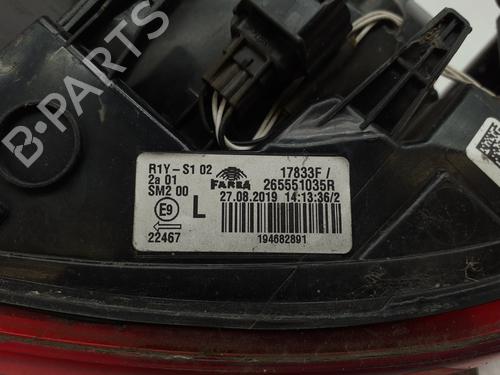 B-PARTS
R1Y-S1 02
2a 01
SM2 00
E9
L
22467
FARBA
17833F /
265551035R
27.08.2019 14:13:36/2
194682891